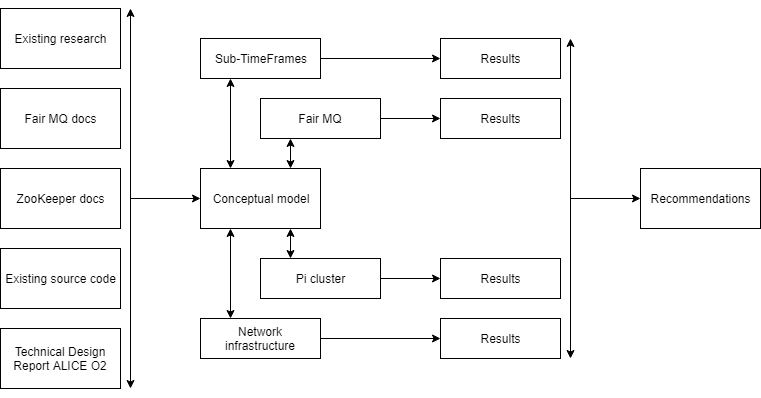 Existing research
Fair MQ docs
ZooKeeper docs
Existing source code
Technical Design
Report ALICE O2
Sub-TimeFrames
Fair MQ
Conceptual model
Pi cluster
Network
infrastructure
Results
Results
Results
Results
Recommendations